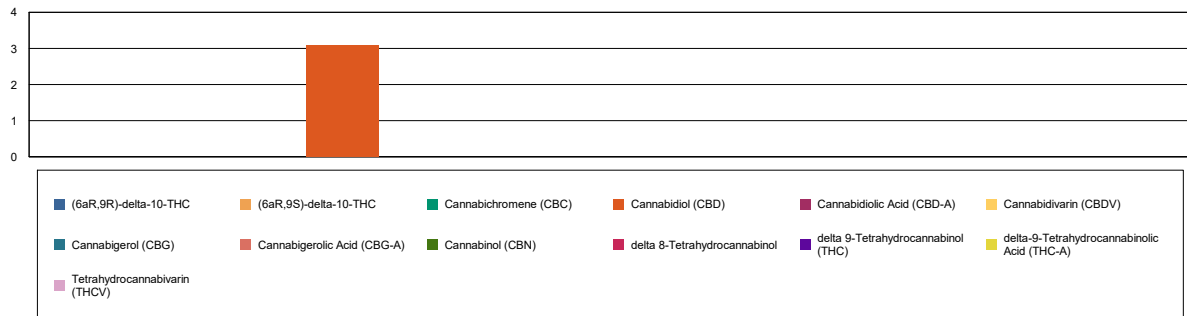 4
3
2
1
0
(6aR,9R)-delta-10-THC
(6aR,9S)-delta-10-THC
Cannabichromene (CBC)
Cannabidiol (CBD)
Cannabidiolic Acid (CBD-A)
Cannabidivarin (CBDV)
Cannabigerol (CBG)
Cannabigerolic Acid (CBG-A)
Cannabinol (CBN)
delta 8-Tetrahydrocannabinol
delta 9-Tetrahydrocannabinol
(THC)
delta-9-Tetrahydrocannabinolic
Acid (THC-A)
Tetrahydrocannabivarin
(THCV)